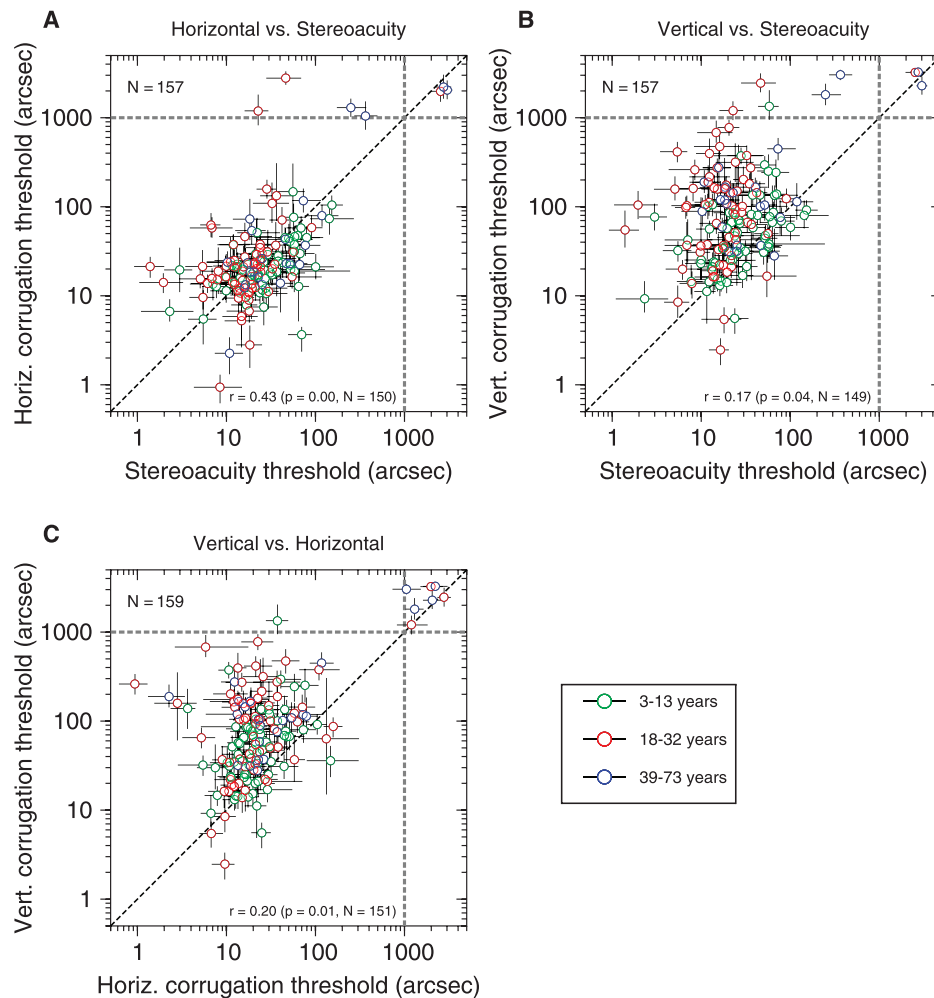 A
Horizontal vs. Stereoacuity
N = 157
Horiz. corrugation threshold (arcsec)
1000
100
10
1
r = 0.43 (p = 0.00, N = 150)
1 10 100 1000
Stereoacuity threshold (arcsec)
B
Vertical vs. Stereoacuity
N = 157
Vert. corrugation threshold (arcsec)
1000
100
10
1
r = 0.17 (p = 0.04, N = 149)
1 10 100 1000
Stereoacuity threshold (arcsec)
C
Vertical vs. Horizontal
N = 159
Vert. corrugation threshold (arcsec)
1000
100
10
1
r = 0.20 (p = 0.01, N = 151)
1 10 100 1000
Horiz. corrugation threshold (arcsec)
3-13 years
18-32 years
39-73 years